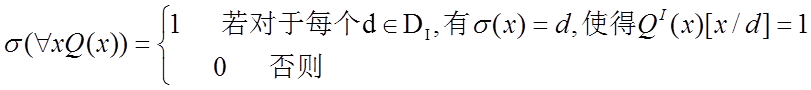 σ(∀xQ(x)) = { 1 若对于每个d∈D_I,有σ(x)=d,使得Q^I(x)[x/d]=1
0 否则